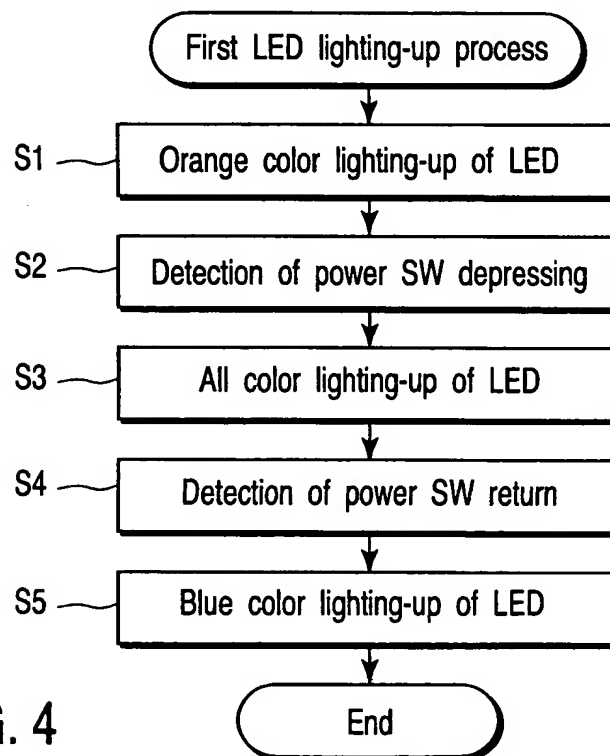 First LED lighting-up process
S1 Orange color lighting-up of LED
S2 Detection of power SW depressing
S3 All color lighting-up of LED
S4 Detection of power SW return
S5 Blue color lighting-up of LED
End
. 4